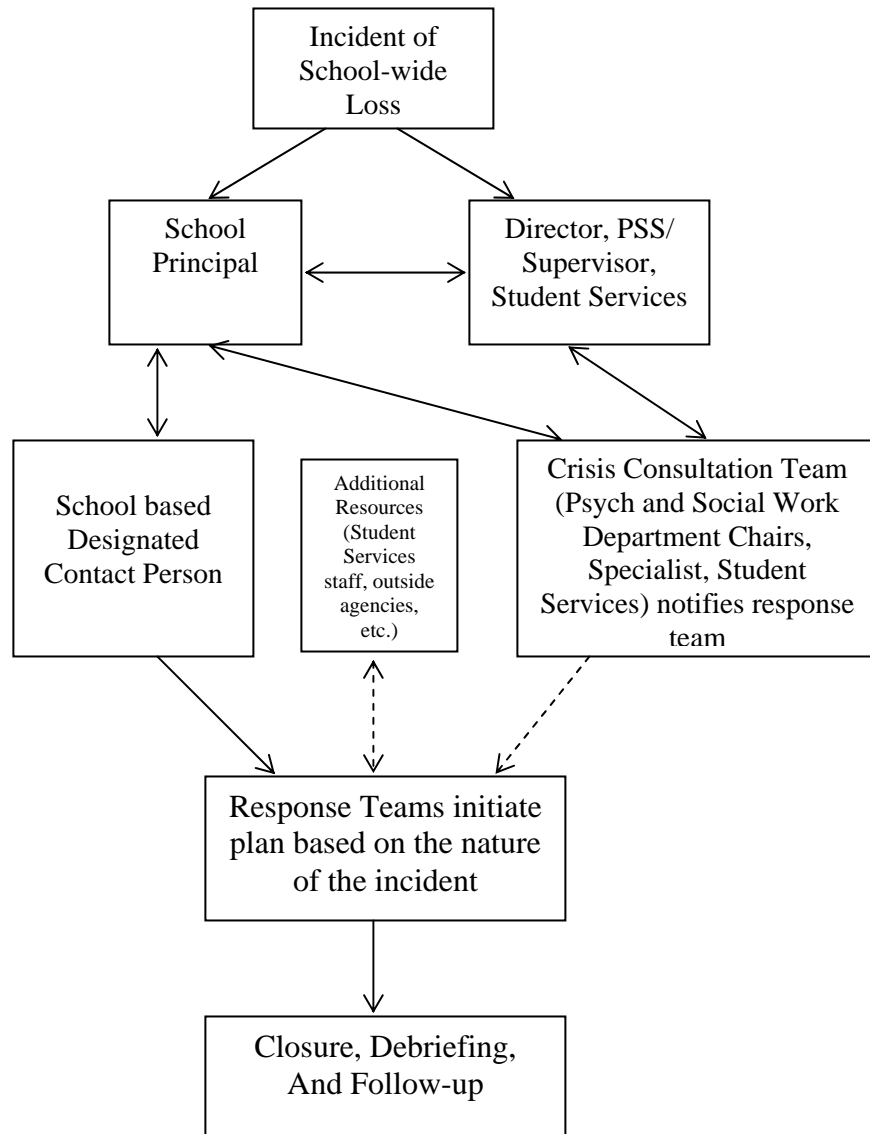 Incident of
School-wide
Loss
School
Principal
Director, PSS/
Supervisor,
Student Services
School based
Designated
Contact Person
Additional
Resources
(Student
Services
staff, outside
agencies,
etc.)
Crisis Consultation Team
(Psych and Social Work
Department Chairs,
Specialist, Student
Services) notifies response
team
Response Teams initiate
plan based on the nature
of the incident
Closure, Debriefing,
And Follow-up